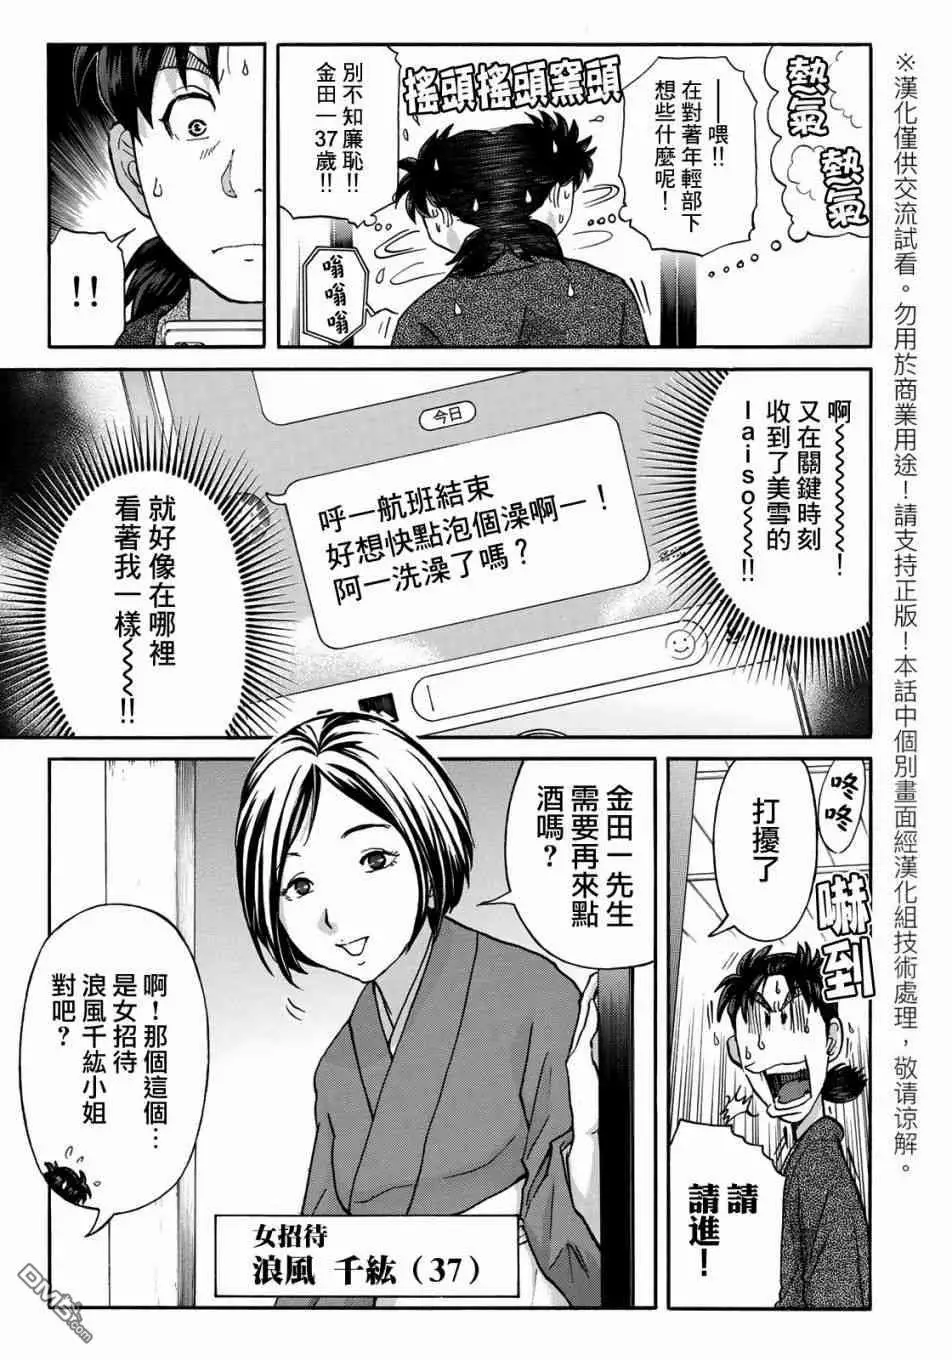 熱氣
熱氣
——喂!!
在對著年輕部下
想些什麼呢！
搖頭搖頭窯頭
別不知廉恥!!
金田一37歲!!
嗡嗡嗡
!!
啊～～～～～～！
又在關鍵時刻
收到了美雪的
laiso～～～!!
今日
呼一航班結束
好想快點泡個澡啊一！
阿一洗澡了嗎？
就好像在哪裡
看著我一樣～～～!!
咚咚
打擾了
嚇到
請
請進！
金田一先生
需要再來點
酒嗎？
女招待
浪風 千紘（37）
啊！那個這個…
是女招待
浪風千紘小姐
對吧？
※漢化僅供交流試看。勿用於商業用途！請支持正版！本話中個別畫面經漢化組技術處理，敬请谅解。
DM5.com